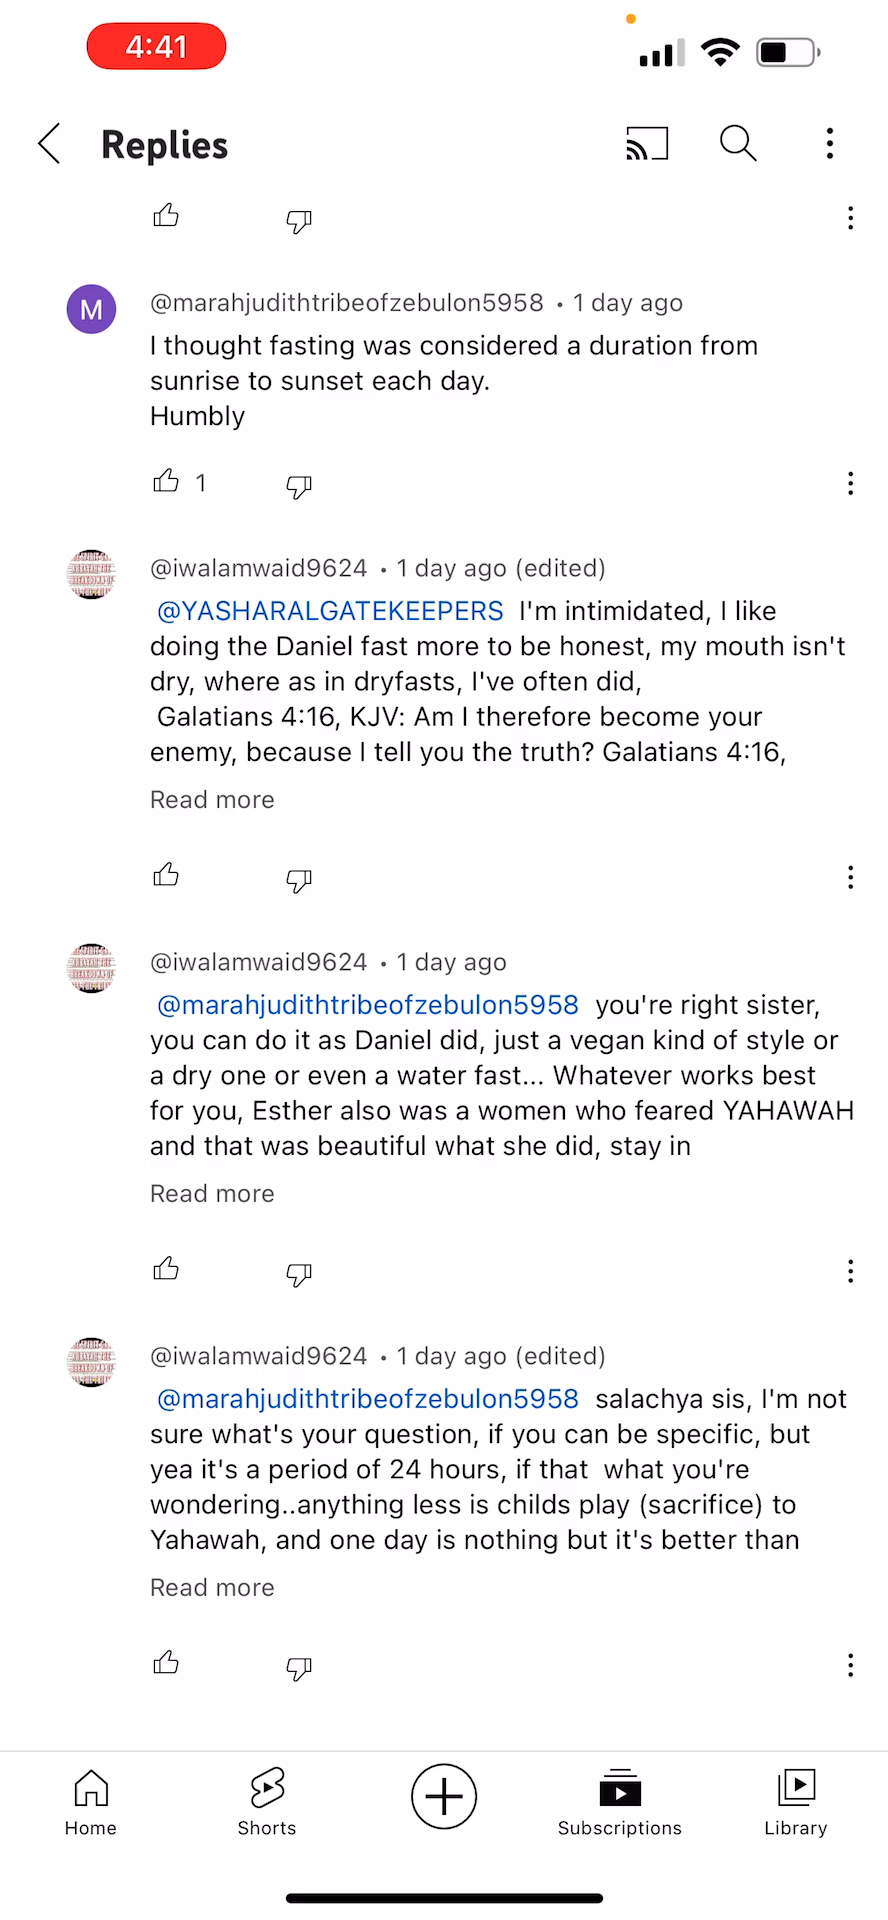 4:41
Replies
@marahjudithtribeofzebulon5958 • 1 day ago
M
I thought fasting was considered a duration from
sunrise to sunset each day.
Humbly
1
@iwalamwaid9624 • 1 day ago (edited)
@YASHARALGATEKEEPERS I'm intimidated, I like
doing the Daniel fast more to be honest, my mouth isn't
dry, where as in dryfasts, I've often did,
Galatians 4:16, KJV: Am I therefore become your
enemy, because I tell you the truth? Galatians 4:16,
Read more
@iwalamwaid9624 • 1 day ago
@marahjudithtribeofzebulon5958 you're right sister,
you can do it as Daniel did, just a vegan kind of style or
a dry one or even a water fast... Whatever works best
for you, Esther also was a women who feared YAHAWAH
and that was beautiful what she did, stay in
Read more
@iwalamwaid9624 • 1 day ago (edited)
@marahjudithtribeofzebulon5958 salachya sis, I'm not
sure what's your question, if you can be specific, but
yea it's a period of 24 hours, if that what you're
wondering..anything less is childs play (sacrifice) to
Yahawah, and one day is nothing but it's better than
Read more
Home
Shorts
Subscriptions
Library